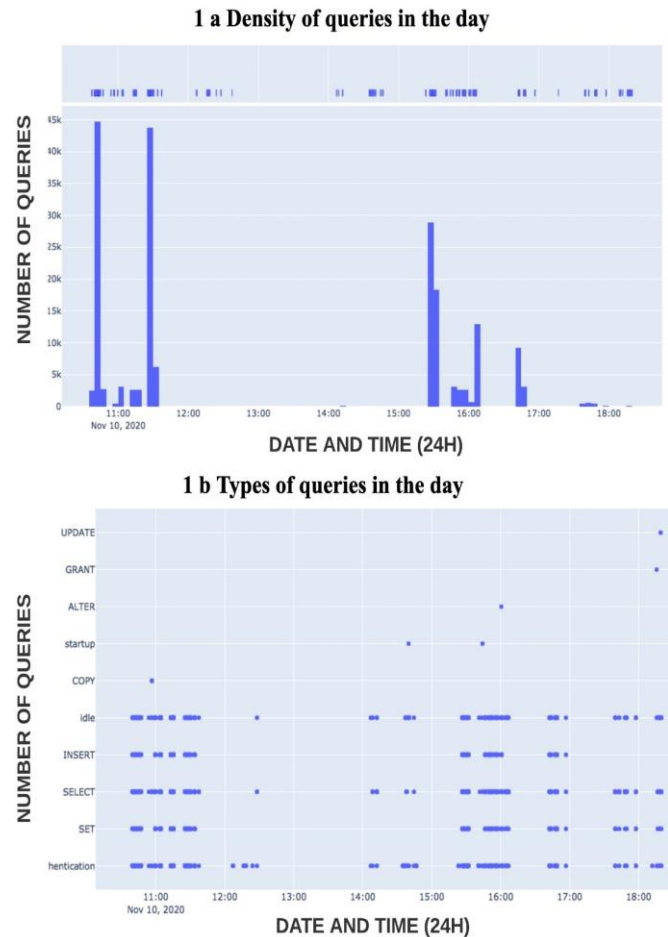 1 a Density of queries in the day
45k
40k
35k
30k
25k
20k
15k
10k
5k
0
NUMBER OF QUERIES
11:00 12:00 13:00 14:00 15:00 16:00 17:00 18:00
Nov 10, 2020
DATE AND TIME (24H)
1 b Types of queries in the day
UPDATE
GRANT
ALTER
startup
COPY
idle
INSERT
SELECT
SET
hentication
NUMBER OF QUERIES
11:00 12:00 13:00 14:00 15:00 16:00 17:00 18:00
Nov 10, 2020
DATE AND TIME (24H)